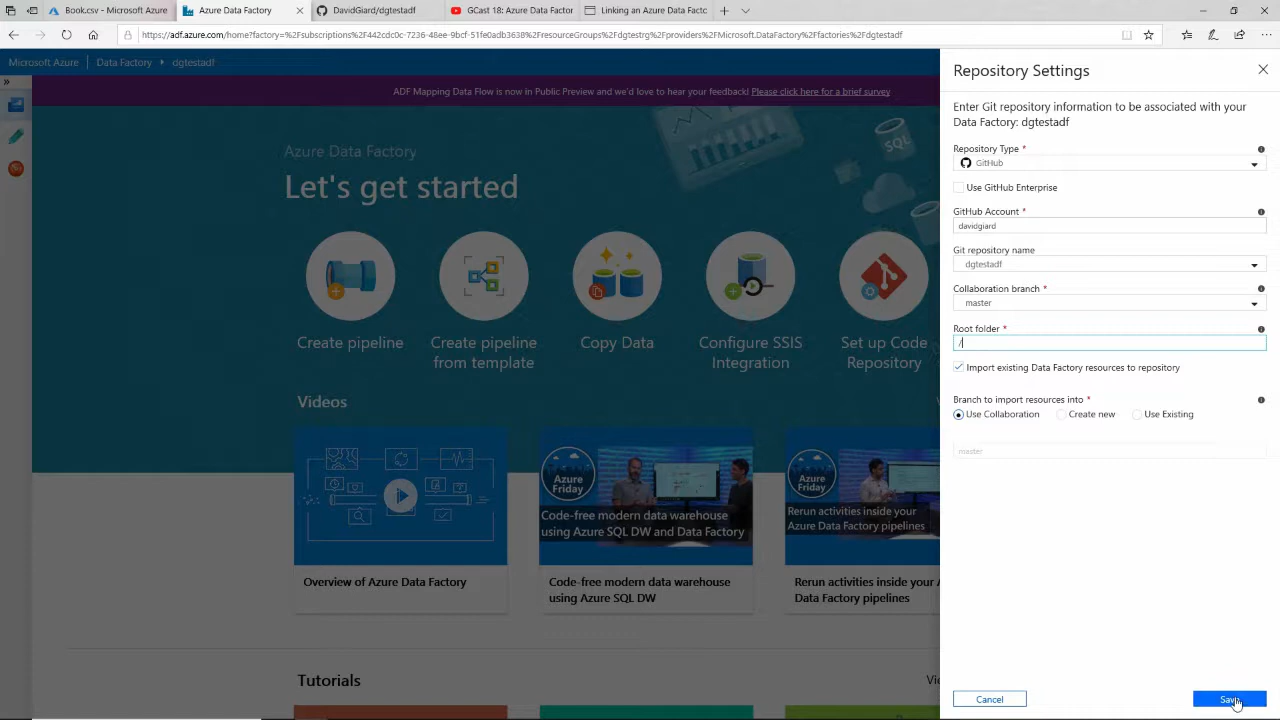 Book.csv - Microsoft Azure
Azure Data Factory
DavidGiard/dgtestadf
GCast 18: Azure Data Factor
Linking an Azure Data Factc
https://adf.azure.com/home?factory=%2Fsubscriptions%2F442cdc0c-7236-48ee-9bcf-51fe0adb3638%2FresourceGroups%2Fdgtestrg%2Fproviders%2FMicrosoft.DataFactory%2Ffactories%2Fdgtestadf
Microsoft Azure
Data Factory
dgtestadf
ADF Mapping Data Flow is now in Public Preview and we'd love to hear your feedback! Please click here for a brief survey
Azure Data Factory
Let's get started
SQL
Create pipeline
Create pipeline
from template
Copy Data
Configure SSIS
Integration
Set up Code
Repository
Videos
Azure
Friday
Code-free modern data warehouse
using Azure SQL DW and Data Factory
Azure
Friday
Rerun activities inside your
Azure Data Factory pipelines
Overview of Azure Data Factory
Code-free modern data warehouse
using Azure SQL DW
Rerun activities inside your
Data Factory pipelines
Tutorials
Repository Settings
Enter Git repository information to be associated with your
Data Factory: dgtestadf
Repository Type *
GitHub
Use GitHub Enterprise
GitHub Account *
davidgiard
Git repository name
dgtestadf
Collaboration branch *
master
Root folder *
/
Import existing Data Factory resources to repository
Branch to import resources into *
Use Collaboration
Create new
Use Existing
master
Cancel
Save